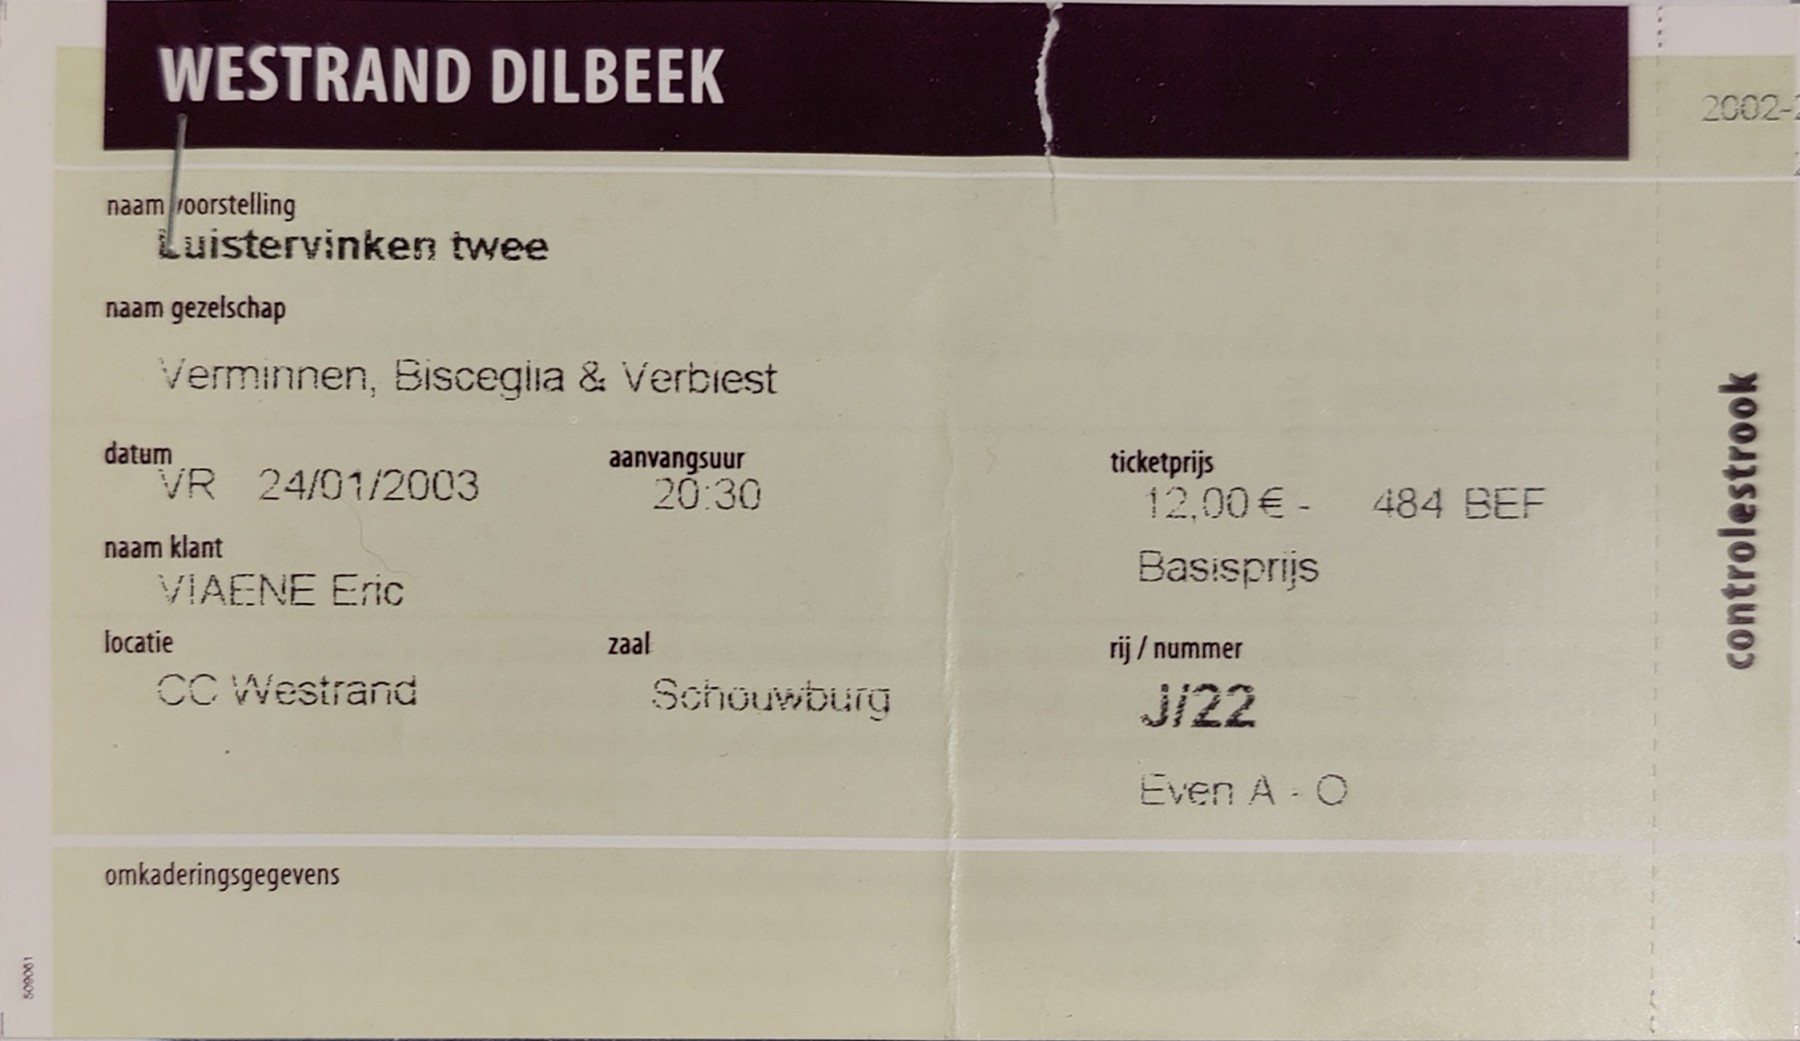 WESTRAND DILBEEK
naam voorstelling
Luistervinken twee
naam gezelschap
Verminnen, Bisceglia & Verbiest
datum
VR 24/01/2003
aanvangsuur
20:30
ticketprijs
12,00 € - 484 BEF
Basisprijs
naam klant
VIAENE Eric
locatie
CC Westrand
zaal
Schouwburg
rij / nummer
J/22
Even A - O
omkaderingsgegevens
509061
2002-
controlestrook